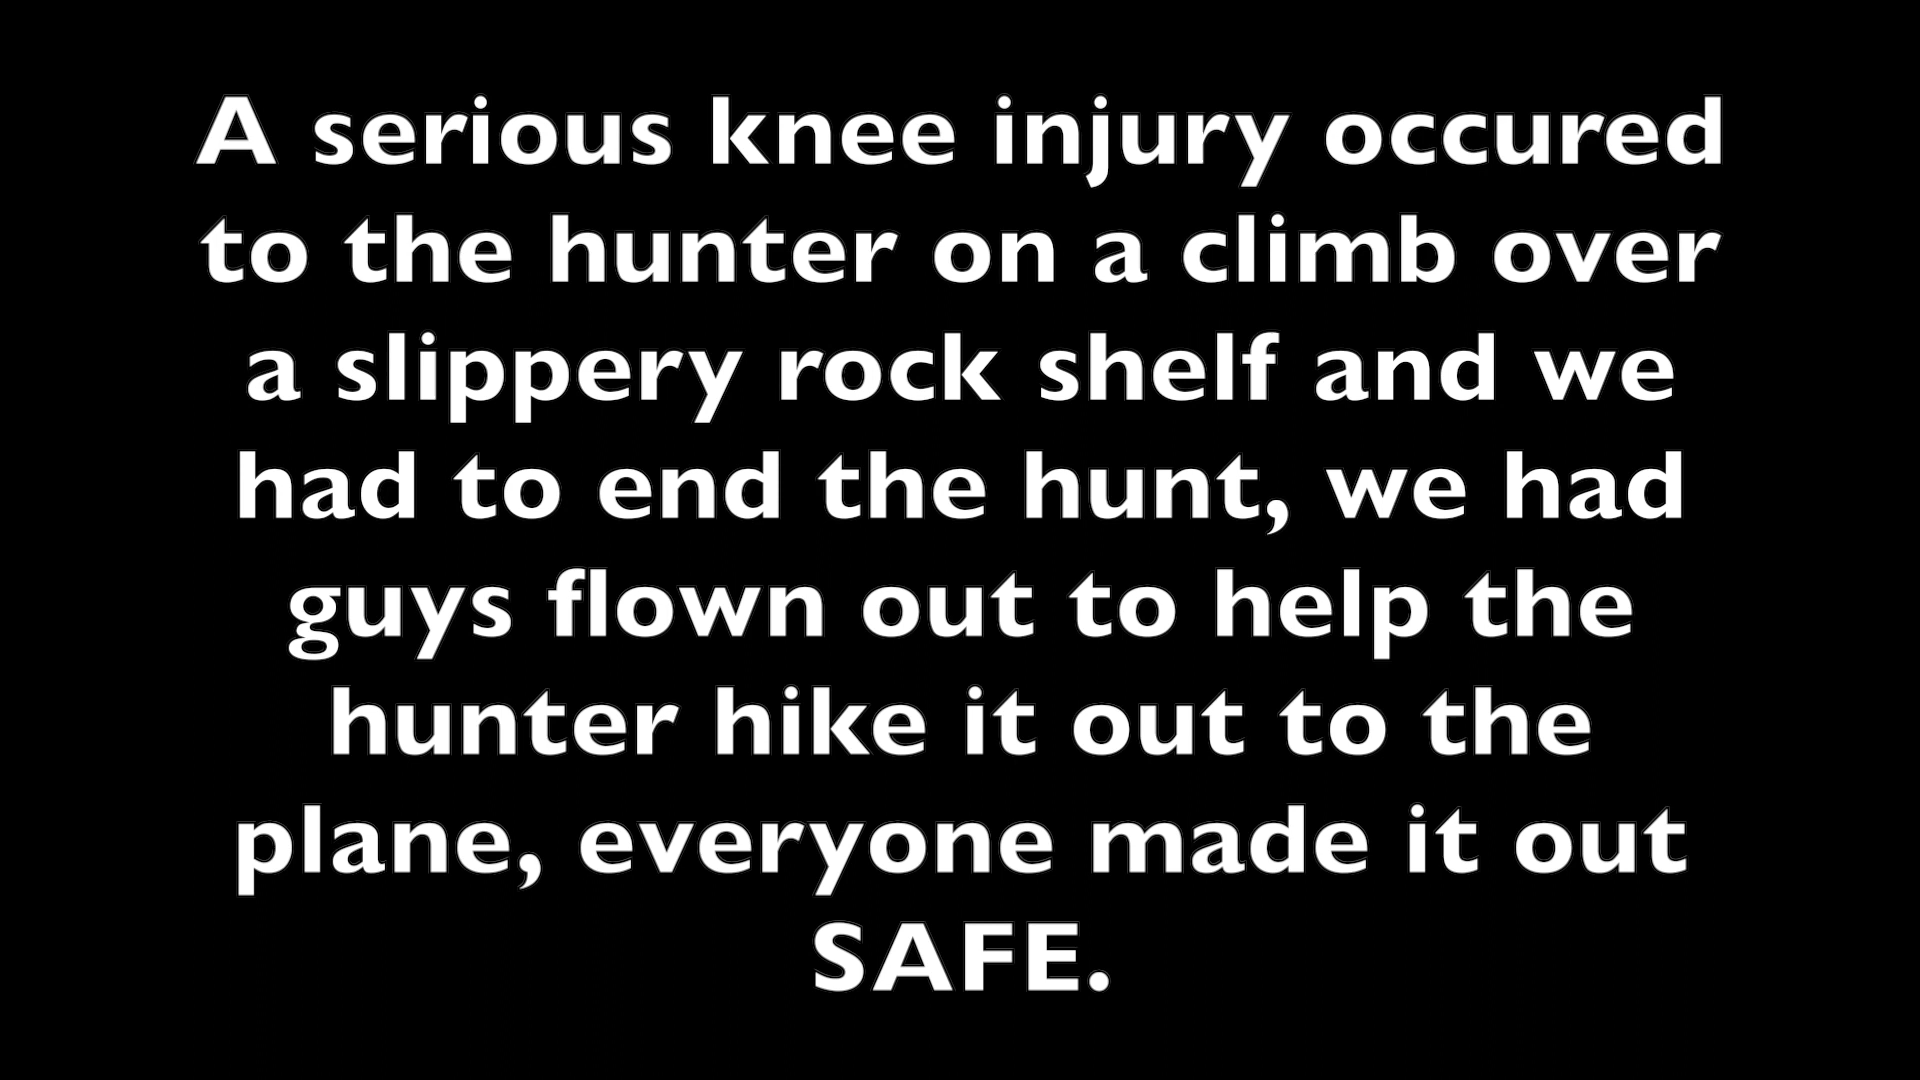 A serious knee injury occured
to the hunter on a climb over
a slippery rock shelf and we
had to end the hunt, we had
guys flown out to help the
hunter hike it out to the
plane, everyone made it out
SAFE.